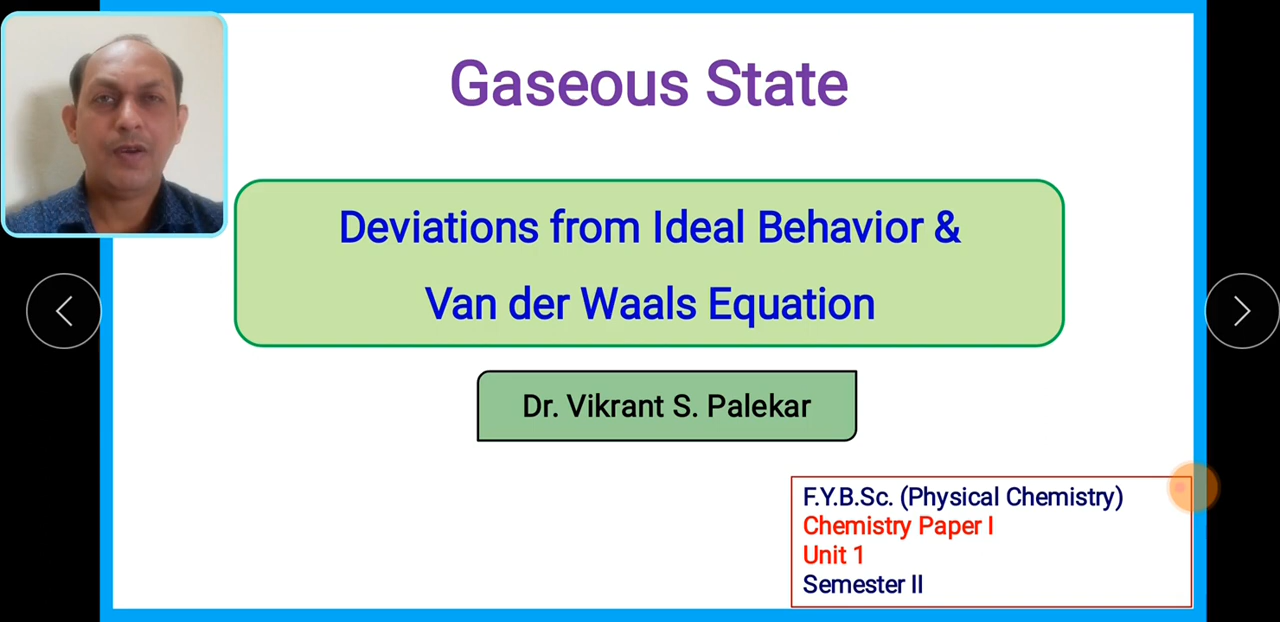 Gaseous State
Deviations from Ideal Behavior &
Van der Waals Equation
Dr. Vikrant S. Palekar
F.Y.B.Sc. (Physical Chemistry)
Chemistry Paper I
Unit 1
Semester II